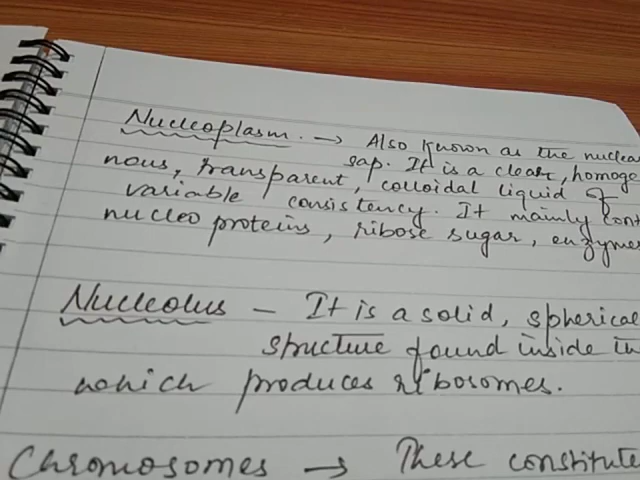 Nucleoplasm. → Also known as the nuclear
sap. It is a clear, homoge
nous, transparent, colloidal liquid of
variable consistency. It mainly cont
nucleo proteins, ribose sugar, enzymes
Nucleolus - It is a solid, spherical
structure found inside in
which produces ribosomes.
Chromosomes → These constitute